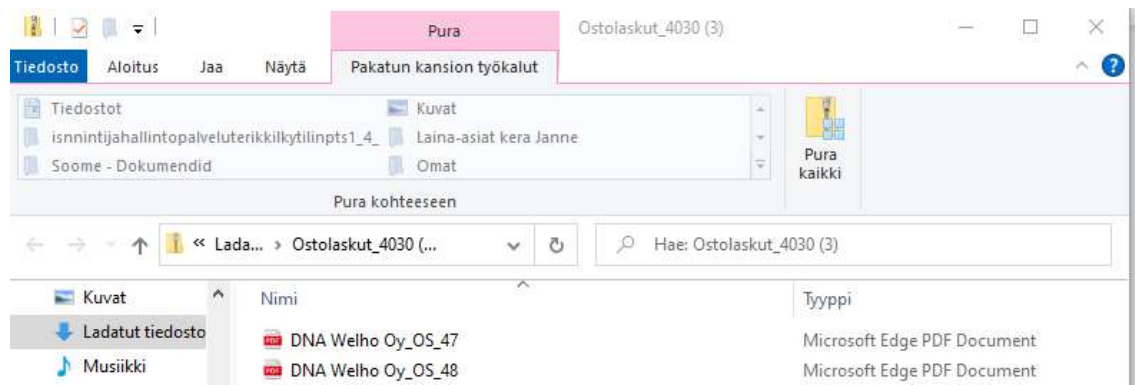 Pura
Ostolaskut_4030 (3)
Tiedosto Aloitus Jaa Näytä Pakatun kansion työkalut
Tiedostot Kuvat
isnnintijahallintopalveluterikkilkytilinpts1_4_ Laina-asiat kera Janne
Soome - Dokumendid Omat
Pura kaikki
Pura kohteeseen
« Lada... › Ostolaskut_4030 (... Hae: Ostolaskut_4030 (3)
Kuvat Nimi Tyyppi
Ladatut tiedosto DNA Welho Oy_OS_47 Microsoft Edge PDF Document
Musiikki DNA Welho Oy_OS_48 Microsoft Edge PDF Document